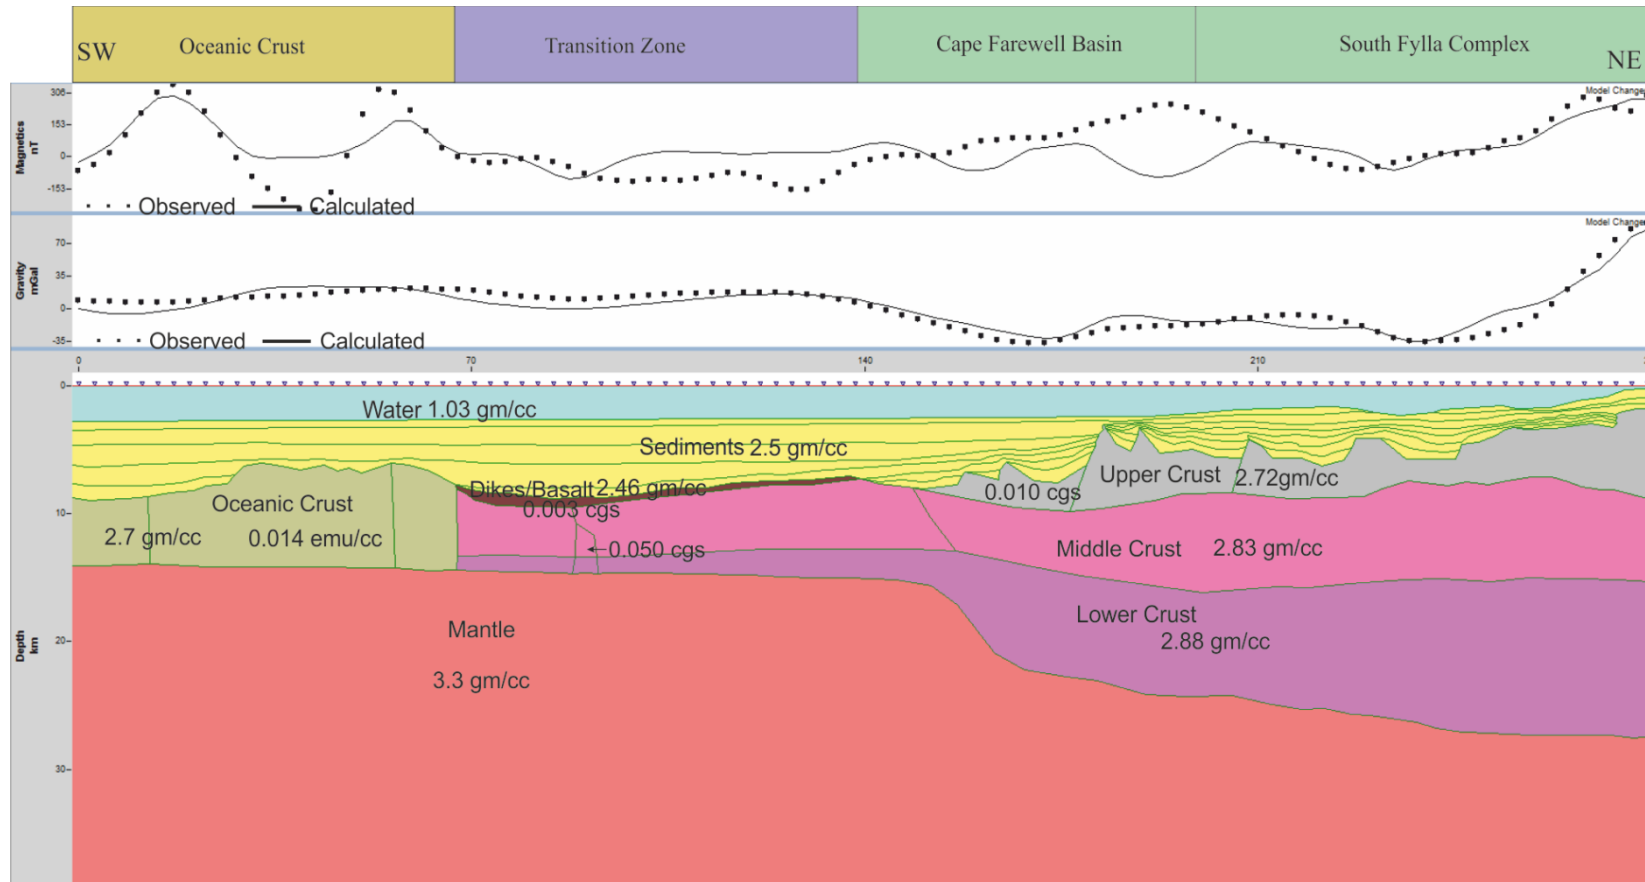 SW
Oceanic Crust
Transition Zone
Cape Farewell Basin
South Fylla Complex
NE
Magnetics
nT
306
153
0
-153
Model Change
Observed
Calculated
Gravity
mGal
70
35
0
-35
Model Change
Observed
Calculated
0
70
140
210
Depth
km
0
10
20
30
Water 1.03 gm/cc
Sediments 2.5 gm/cc
Dikes/Basalt 2.46 gm/cc
0.003 cgs
0.050 cgs
Oceanic Crust
2.7 gm/cc
0.014 emu/cc
0.010 cgs
Upper Crust
2.72gm/cc
Middle Crust
2.83 gm/cc
Lower Crust
2.88 gm/cc
Mantle
3.3 gm/cc